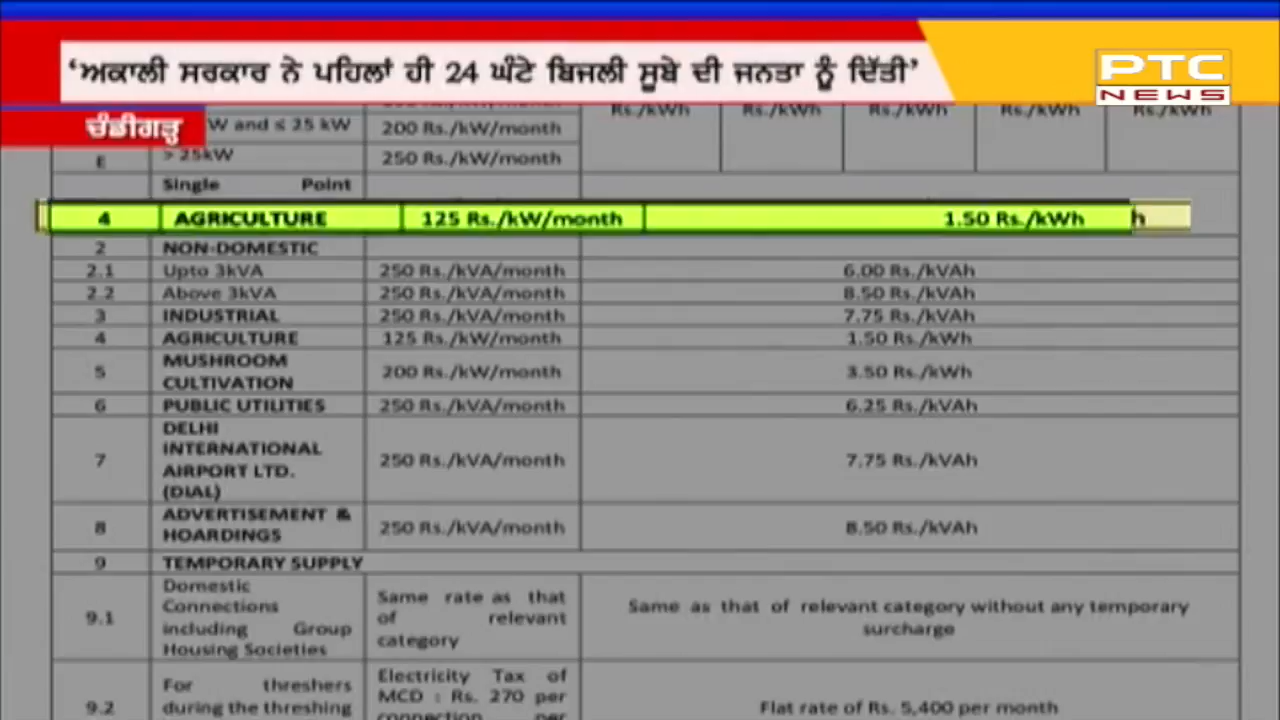 ‘ਅਕਾਲੀ ਸਰਕਾਰ ਨੇ ਪਹਿਲਾਂ ਹੀ 24 ਘੰਟੇ ਬਿਜਲੀ ਸੂਬੇ ਦੀ ਜਨਤਾ ਨੂੰ ਦਿੱਤੀ’
PTC
NEWS
ਚੰਡੀਗੜ੍ਹ
Rs./kWh Rs./kWh Rs./kWh Rs./kWh Rs./kWh
W and ≤ 25 kW 200 Rs./kW/month
E > 25kW 250 Rs./kW/month
Single Point
4 AGRICULTURE 125 Rs./kW/month 1.50 Rs./kWh h
2 NON-DOMESTIC
2.1 Upto 3kVA 250 Rs./kVA/month 6.00 Rs./kVAh
2.2 Above 3kVA 250 Rs./kVA/month 8.50 Rs./kVAh
3 INDUSTRIAL 250 Rs./kVA/month 7.75 Rs./kVAh
4 AGRICULTURE 125 Rs./kW/month 1.50 Rs./kWh
5 MUSHROOM CULTIVATION 200 Rs./kW/month 3.50 Rs./kWh
6 PUBLIC UTILITIES 250 Rs./kVA/month 6.25 Rs./kVAh
7 DELHI INTERNATIONAL AIRPORT LTD. (DIAL) 250 Rs./kVA/month 7.75 Rs./kVAh
8 ADVERTISEMENT & HOARDINGS 250 Rs./kVA/month 8.50 Rs./kVAh
9 TEMPORARY SUPPLY
9.1 Domestic Connections including Group Housing Societies Same rate as that of relevant category Same as that of relevant category without any temporary surcharge
9.2 For threshers during the threshing Electricity Tax of MCD : Rs. 270 per connection per Flat rate of Rs. 5,400 per month